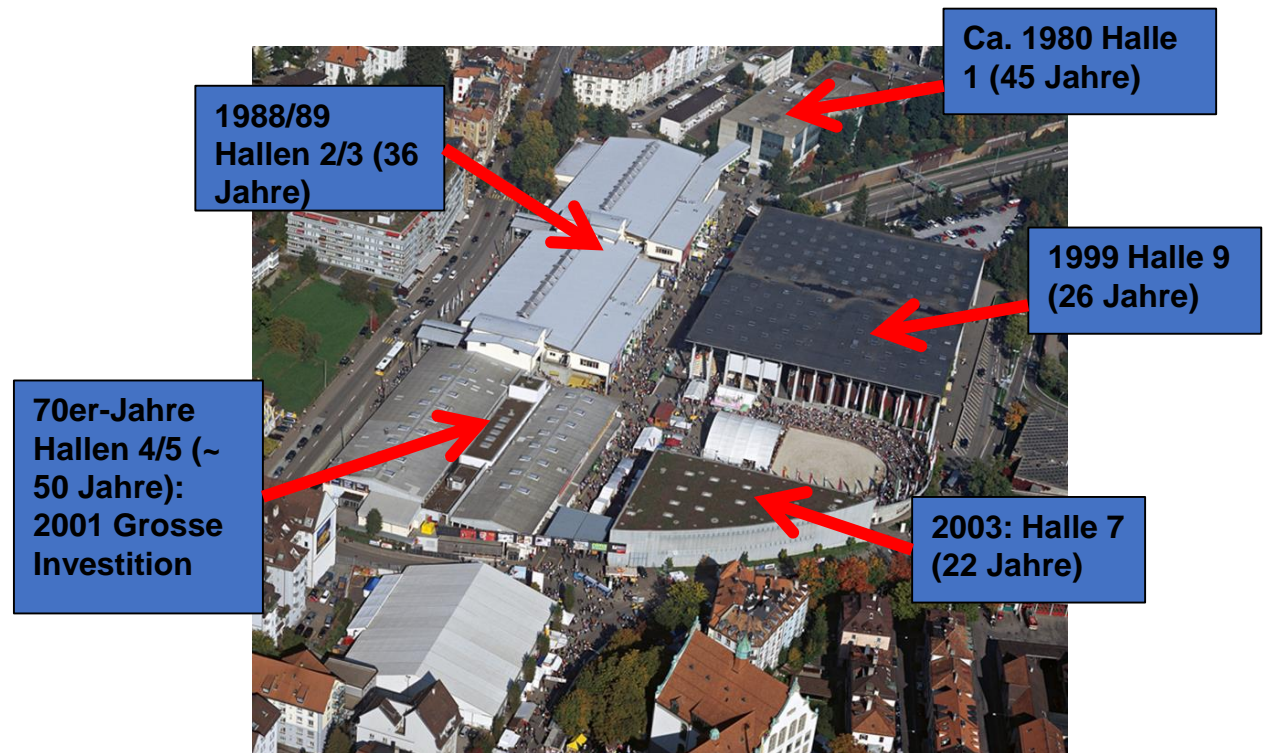 Ca. 1980 Halle
1 (45 Jahre)
1988/89
Hallen 2/3 (36
Jahre)
1999 Halle 9
(26 Jahre)
70er-Jahre
Hallen 4/5 (~
50 Jahre):
2001 Grosse
Investition
2003: Halle 7
(22 Jahre)